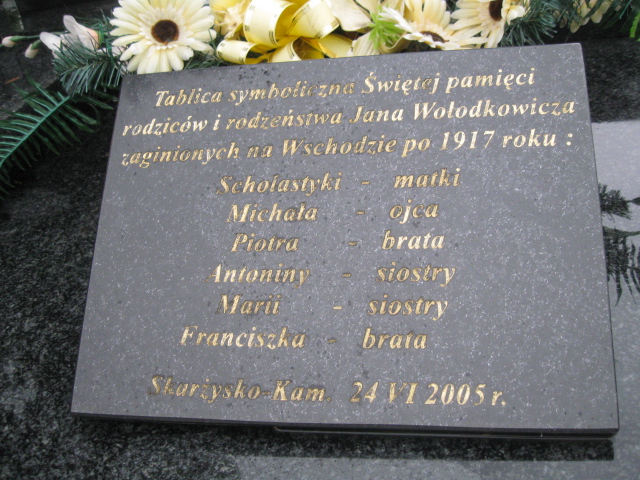 Tablica symboliczna Świętej pamięci
rodziców i rodzeństwa Jana Wołodkowicza
zaginionych na Wschodzie po 1917 roku :
Scholastyki - matki
Michała - ojca
Piotra - brata
Antoniny - siostry
Marii - siostry
Franciszka - brata
Skarżysko-Kam. 24 VI 2005 r.